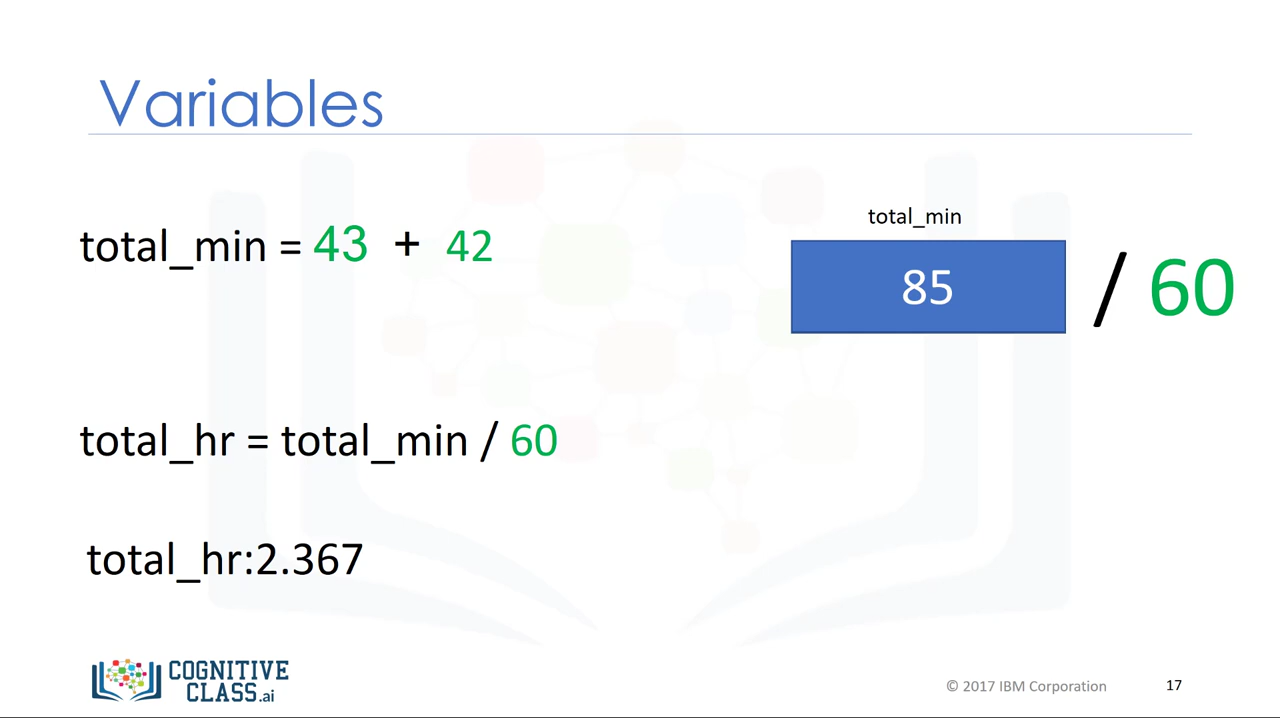 Variables
total_min = 43 + 42
total_min
85 / 60
total_hr = total_min / 60
total_hr:2.367
COGNITIVE
CLASS.ai
© 2017 IBM Corporation
17